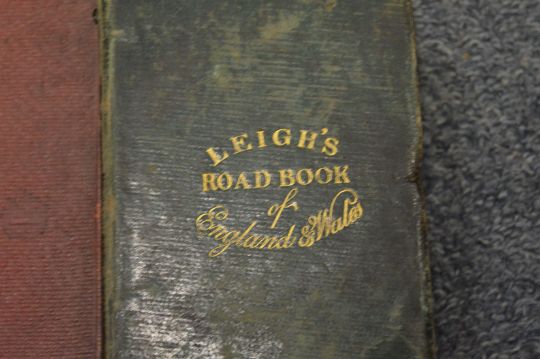 LEIGH'S
ROAD BOOK
of
England & Wales